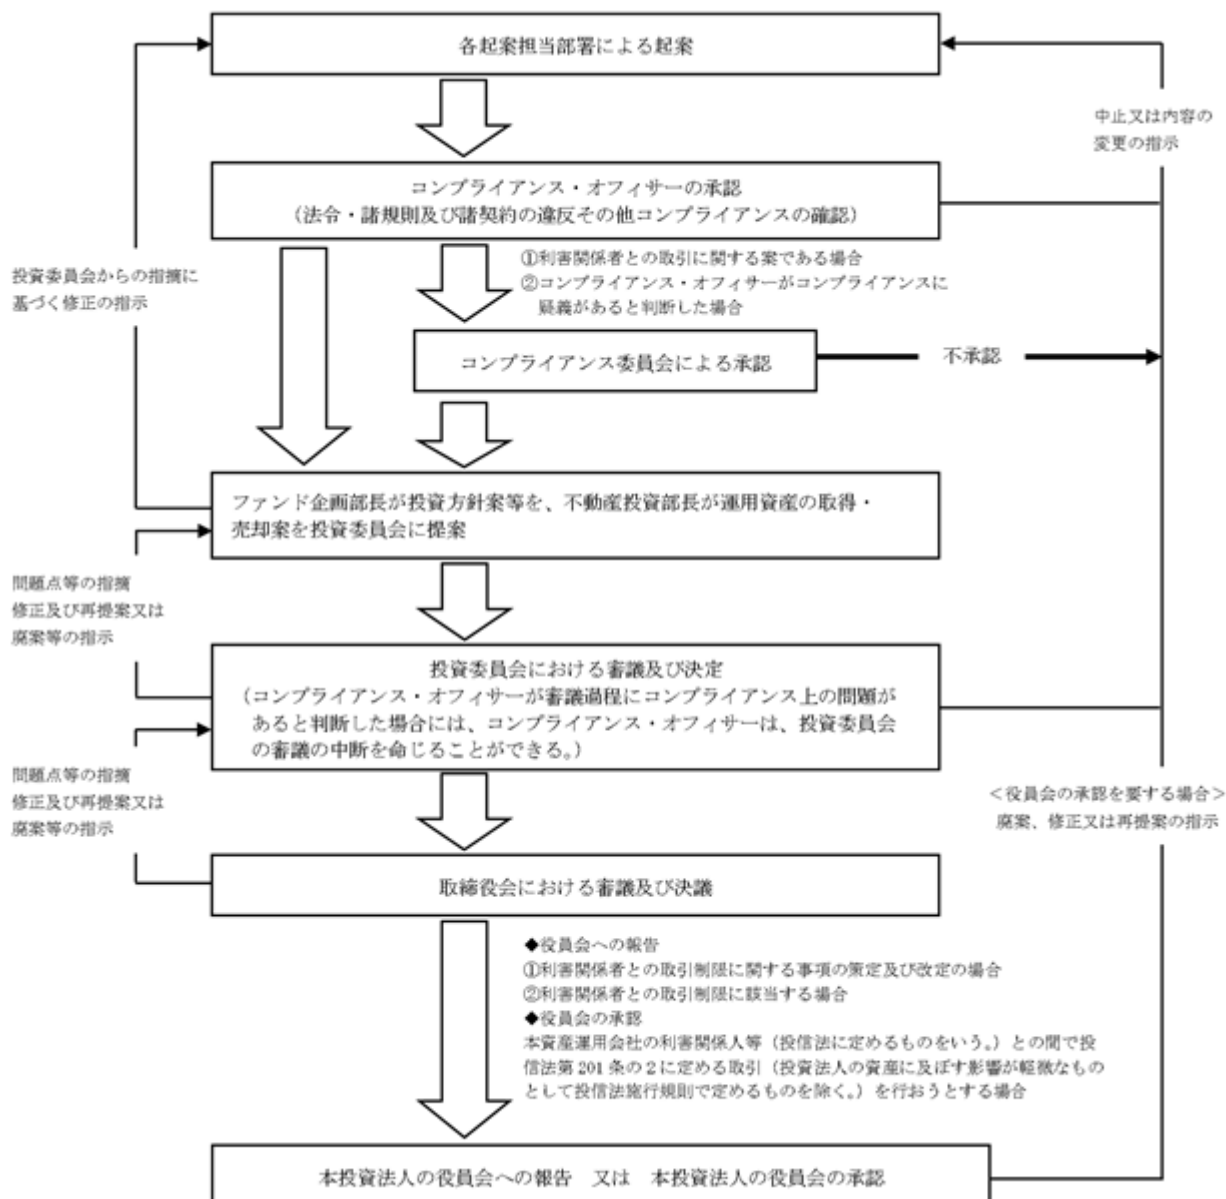 各起案担当部署による起案
中止又は内容の
変更の指示
コンプライアンス・オフィサーの承認
（法令・諸規則及び諸契約の違反その他コンプライアンスの確認）
①利害関係者との取引に関する案である場合
②コンプライアンス・オフィサーがコンプライアンスに
疑義があると判断した場合
投資委員会からの指摘に
基づく修正の指示
コンプライアンス委員会による承認
不承認
ファンド企画部長が投資方針案等を、不動産投資部長が運用資産の取得・
売却案を投資委員会に提案
問題点等の指摘
修正及び再提案又は
廃案等の指示
投資委員会における審議及び決定
（コンプライアンス・オフィサーが審議過程にコンプライアンス上の問題が
あると判断した場合には、コンプライアンス・オフィサーは、投資委員会
の審議の中断を命じることができる。）
問題点等の指摘
修正及び再提案又は
廃案等の指示
＜役員会の承認を要する場合＞
廃案、修正又は再提案の指示
取締役会における審議及び決議
◆役員会への報告
①利害関係者との取引制限に関する事項の策定及び改定の場合
②利害関係者との取引制限に該当する場合
◆役員会の承認
本資産運用会社の利害関係人等（投信法に定めるものをいう。）との間で投
信法第201条の2に定める取引（投資法人の資産に及ぼす影響が軽微なもの
として投信法施行規則で定めるものを除く。）を行おうとする場合
本投資法人の役員会への報告　又は　本投資法人の役員会の承認